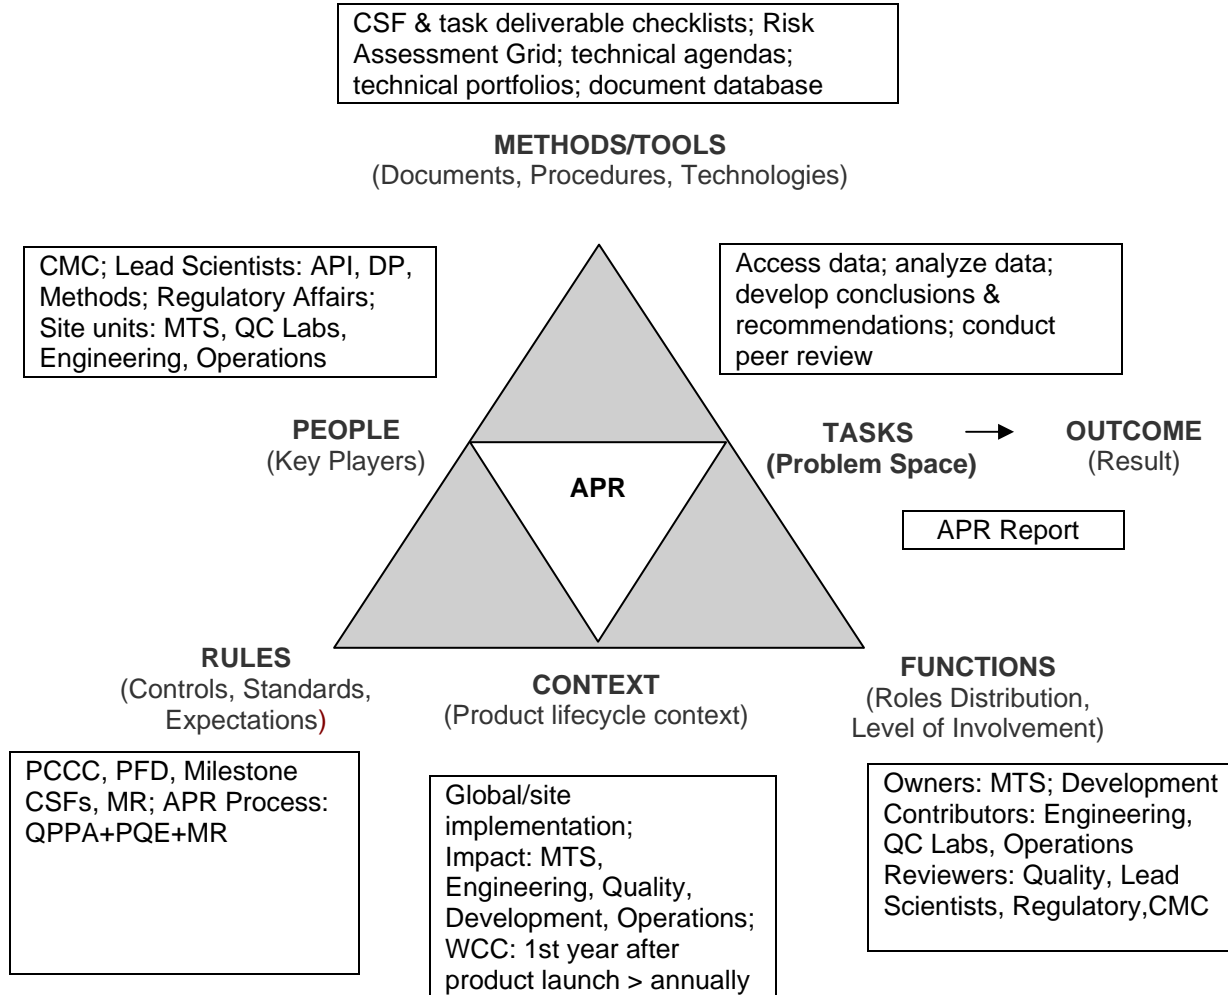 CSF & task deliverable checklists; Risk
Assessment Grid; technical agendas;
technical portfolios; document database
METHODS/TOOLS
(Documents, Procedures, Technologies)
CMC; Lead Scientists: API, DP,
Methods; Regulatory Affairs;
Site units: MTS, QC Labs,
Engineering, Operations
Access data; analyze data;
develop conclusions &
recommendations; conduct
peer review
PEOPLE
(Key Players)
TASKS
(Problem Space)
OUTCOME
(Result)
APR
APR Report
RULES
(Controls, Standards,
Expectations)
CONTEXT
(Product lifecycle context)
FUNCTIONS
(Roles Distribution,
Level of Involvement)
PCCC, PFD, Milestone
CSFs, MR; APR Process:
QPPA+PQE+MR
Global/site
implementation;
Impact: MTS,
Engineering, Quality,
Development, Operations;
WCC: 1st year after
product launch > annually
Owners: MTS; Development
Contributors: Engineering,
QC Labs, Operations
Reviewers: Quality, Lead
Scientists, Regulatory,CMC